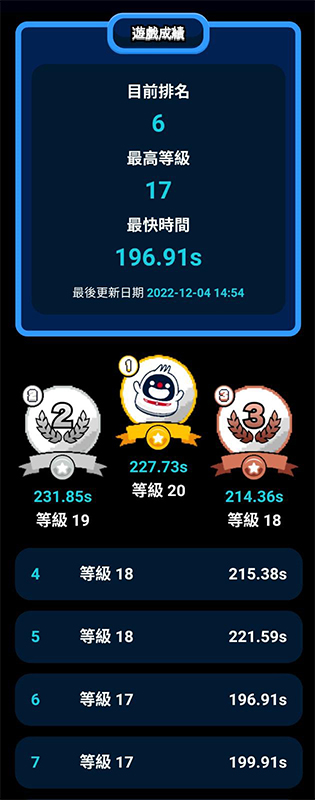 遊戲成績
目前排名
6
最高等級
17
最快時間
196.91s
最後更新日期 2022-12-04 14:54
1
2
2
3
3
227.73s
等級 20
231.85s
等級 19
214.36s
等級 18
4 等級 18 215.38s
5 等級 18 221.59s
6 等級 17 196.91s
7 等級 17 199.91s